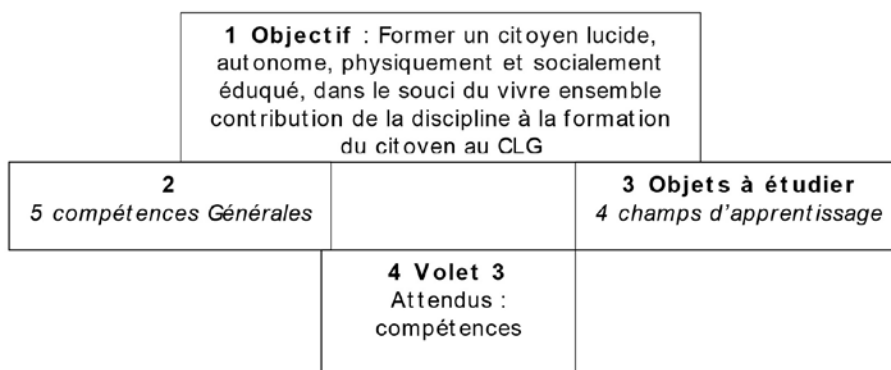 1 Objectif : Former un citoyen lucide,
autonome, physiquement et socialement
éduqué, dans le souci du vivre ensemble
contribution de la discipline à la formation
du citoven au CLG
2
5 compétences Générales
3 Objets à étudier
4 champs d'apprentissage
4 Volet 3
Attendus :
compétences